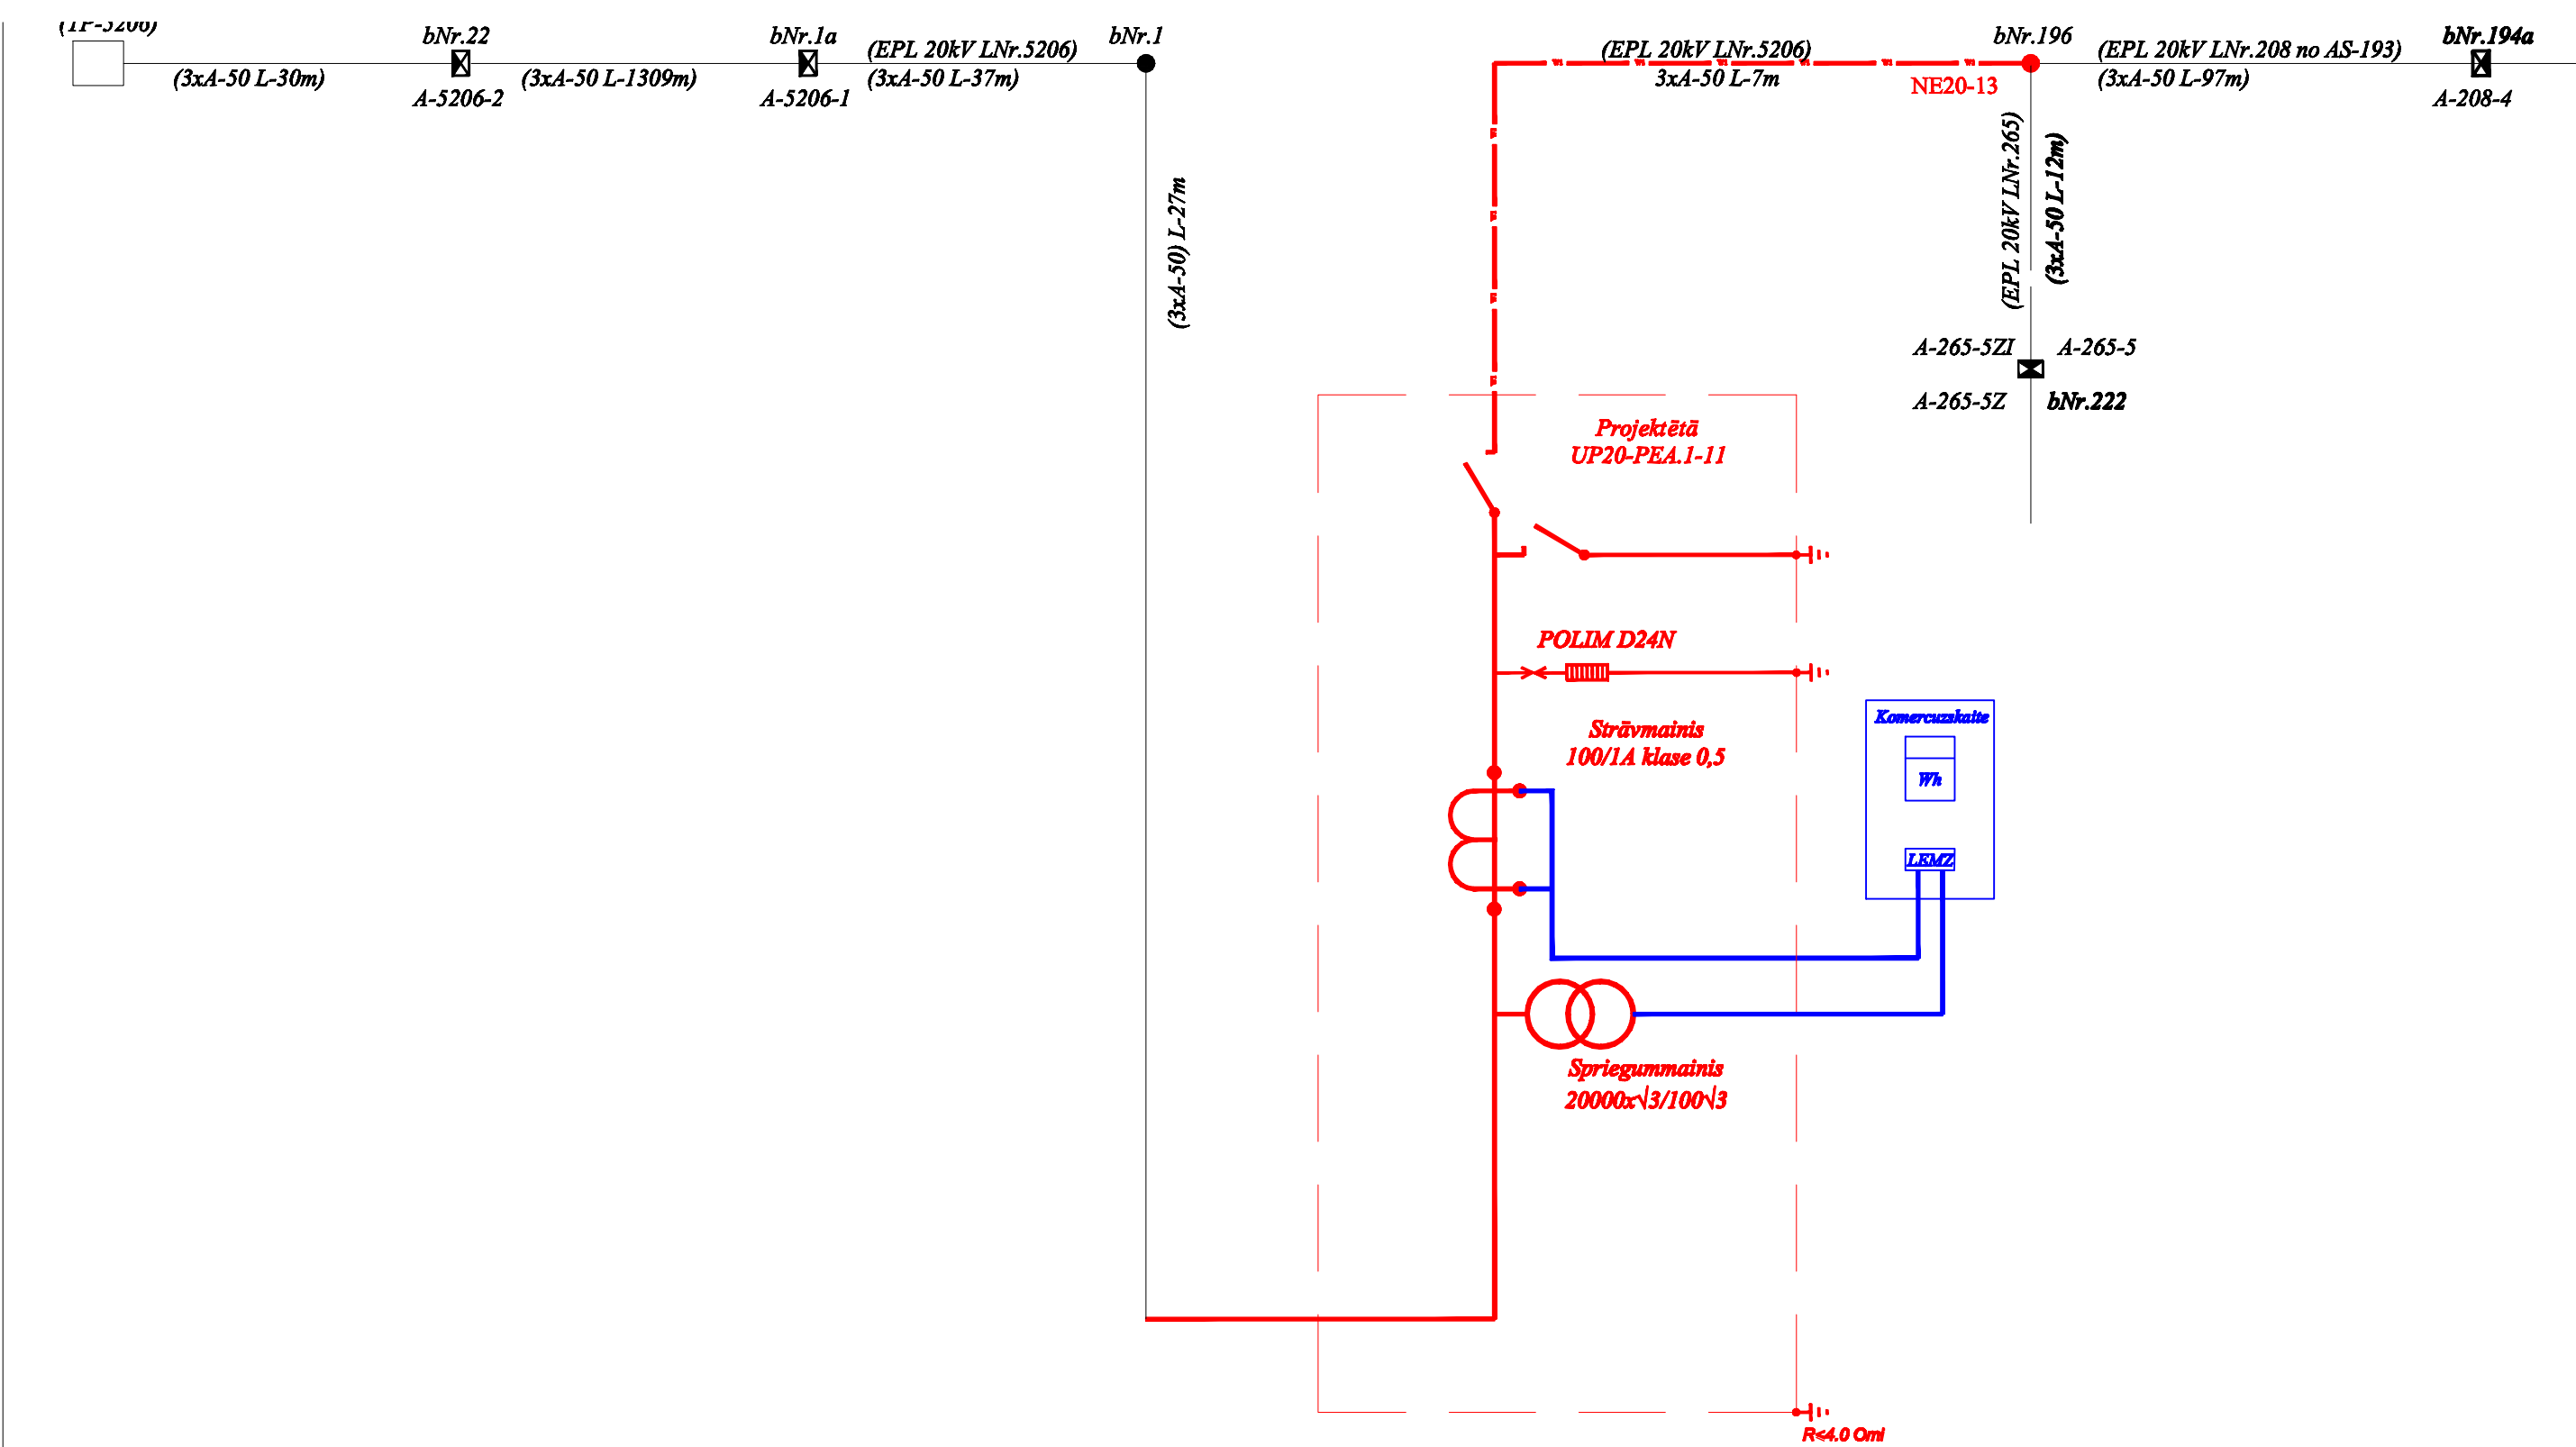 (TP-5206)
bNr.22
bNr.1a
(EPL 20kV LNr.5206)
bNr.1
(3xA-50 L-30m)
(3xA-50 L-1309m)
(3xA-50 L-37m)
A-5206-2
A-5206-1
(3xA-50) L-27m
(EPL 20kV LNr.5206)
3xA-50 L-7m
NE20-13
bNr.196
(EPL 20kV LNr.208 no AS-193)
(3xA-50 L-97m)
bNr.194a
A-208-4
(EPL 20kV LNr.265)
(3xA-50 L-12m)
A-265-5ZI
A-265-5
A-265-5Z
bNr.222
Projektētā
UP20-PEA.1-11
POLIM D24N
Strāvmainis
100/1A klase 0,5
Komercuzskaite
Wh
LEMZ
Spriegummainis
20000x√3/100√3
R<4.0 Omi